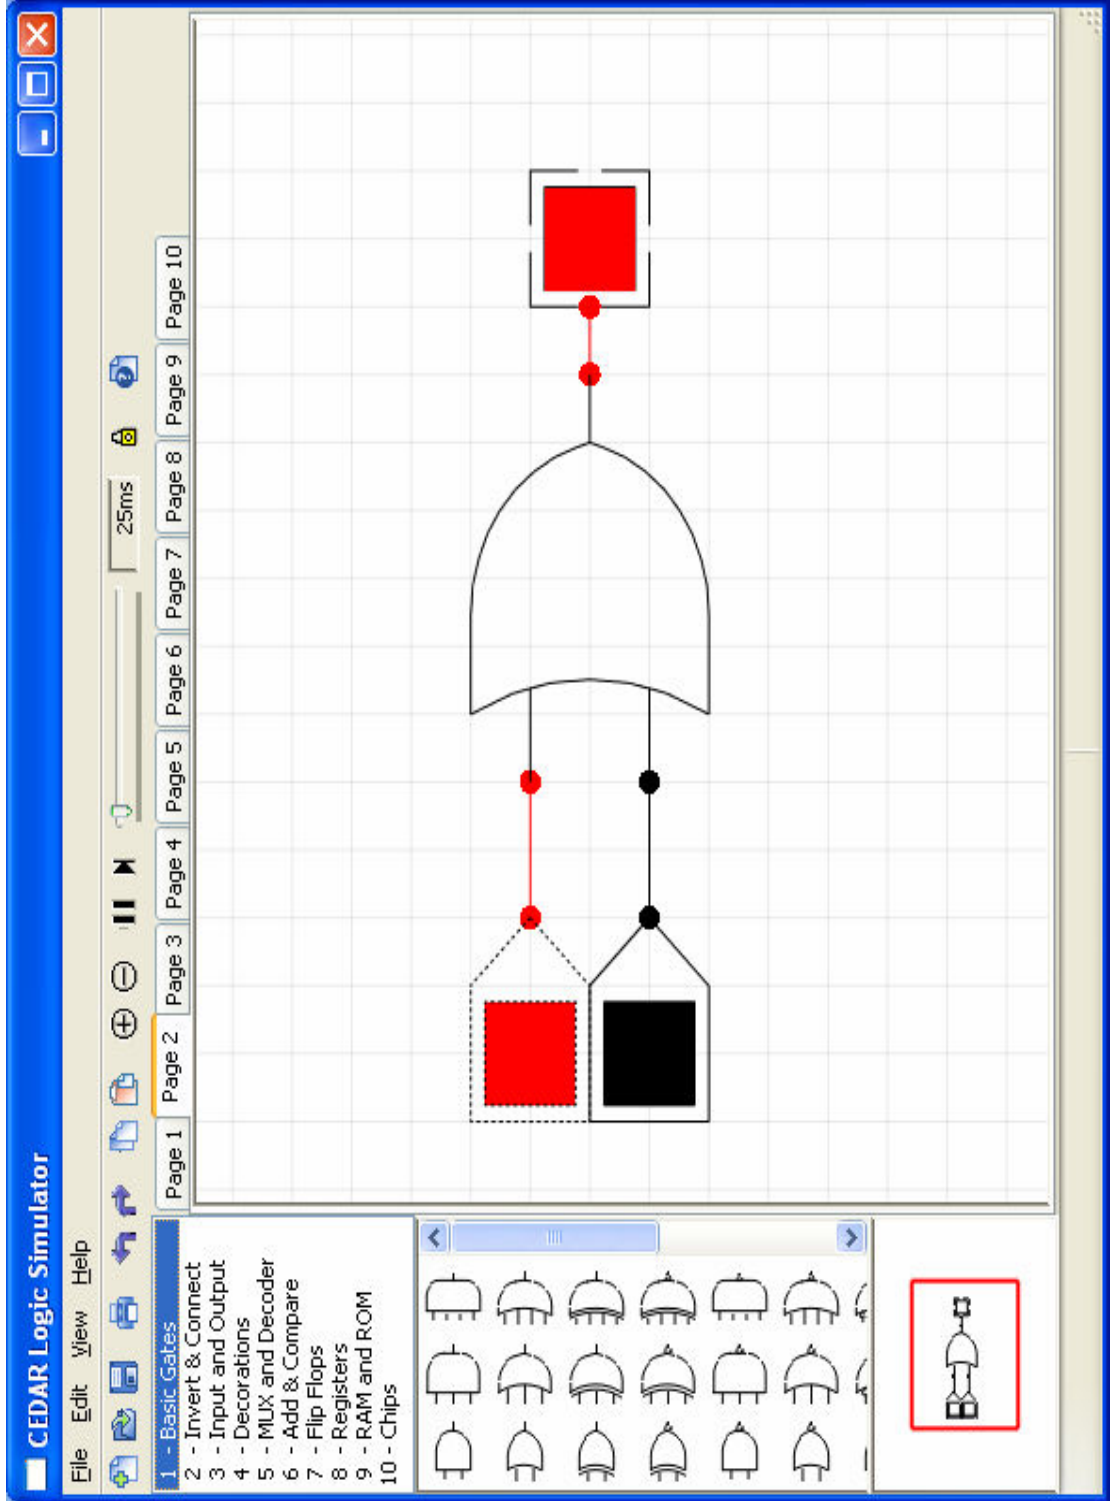 CEDAR Logic Simulator
File Edit View Help
25ms
Page 1 Page 2 Page 3 Page 4 Page 5 Page 6 Page 7 Page 8 Page 9 Page 10
1 - Basic Gates
2 - Invert & Connect
3 - Input and Output
4 - Decorations
5 - MUX and Decoder
6 - Add & Compare
7 - Flip Flops
8 - Registers
9 - RAM and ROM
10 - Chips